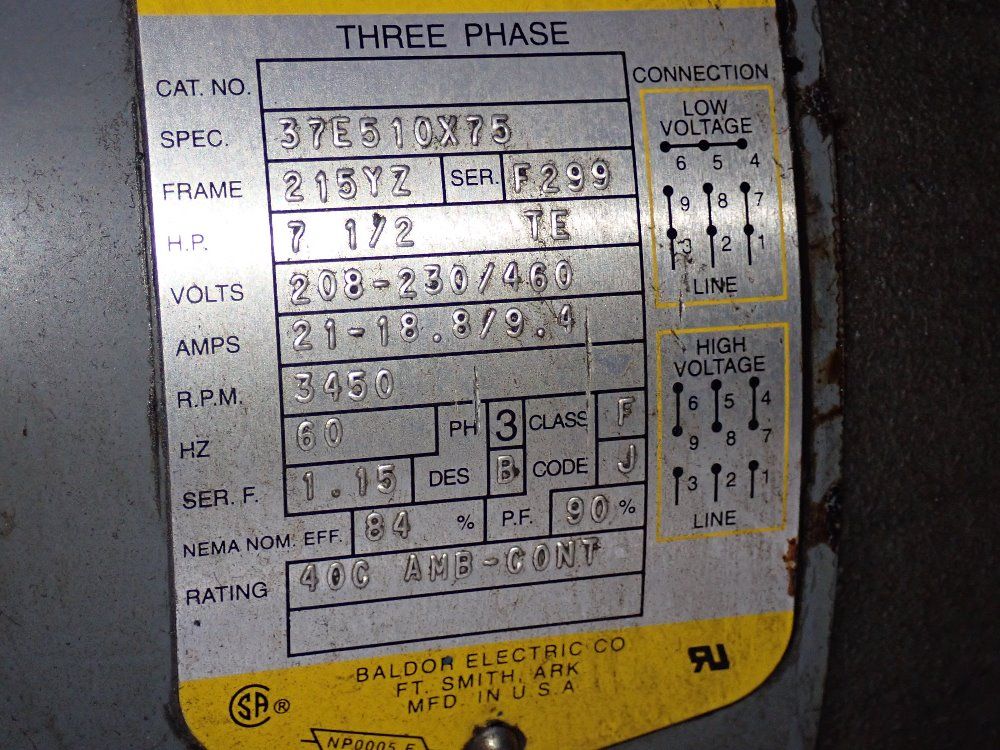 THREE PHASE
CAT. NO.
SPEC. 37E510X75
FRAME 215YZ SER. F299
H.P. 7 1/2 TE
VOLTS 208-230/460
AMPS 21-18.8/9.4
R.P.M. 3450
HZ 60 PH 3 CLASS F
SER. F. 1.15 DES B CODE J
NEMA NOM. EFF. 84 % P.F. 90 %
RATING 40C AMB-CONT
CONNECTION
LOW
VOLTAGE
6 5 4
9 8 7
3 2 1
LINE
HIGH
VOLTAGE
6 5 4
9 8 7
3 2 1
LINE
BALDOR ELECTRIC CO
FT. SMITH, ARK
MFD. IN U.S.A
SA ®
RU
NP0005